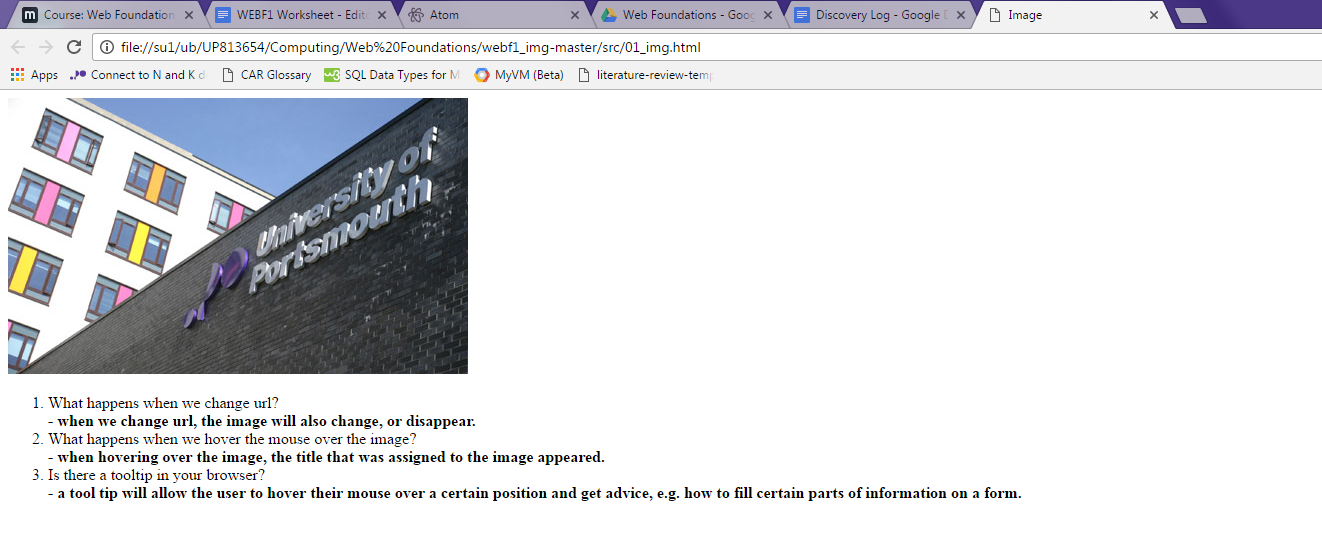 Course: Web Foundation
WEBF1 Worksheet - Edit
Atom
Web Foundations - Goog
Discovery Log - Google D
Image
file://su1/ub/UP813654/Computing/Web%20Foundations/webf1_img-master/src/01_img.html
Apps Connect to N and K d CAR Glossary SQL Data Types for M MyVM (Beta) literature-review-temp
University of
Portsmouth
1. What happens when we change url?
- when we change url, the image will also change, or disappear.
2. What happens when we hover the mouse over the image?
- when hovering over the image, the title that was assigned to the image appeared.
3. Is there a tooltip in your browser?
- a tool tip will allow the user to hover their mouse over a certain position and get advice, e.g. how to fill certain parts of information on a form.